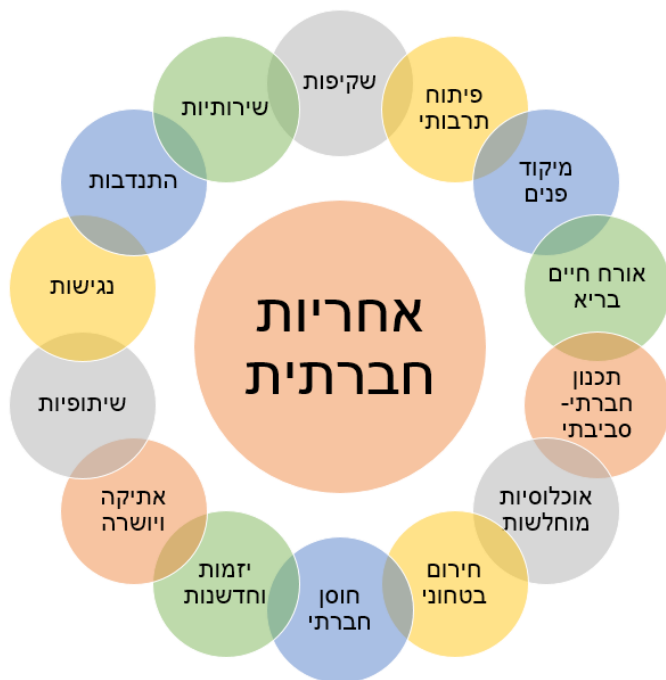 אחריות
חברתית
שקיפות
פיתוח
תרבותי
מיקוד
פנים
אורח חיים
בריא
תכנון
חברתי-
סביבתי
אוכלוסיות
מוחלשות
חירום
בטחוני
חוסן
חברתי
יזמות
וחדשנות
אתיקה
ויושרה
שיתופיות
נגישות
התנדבות
שירותיות